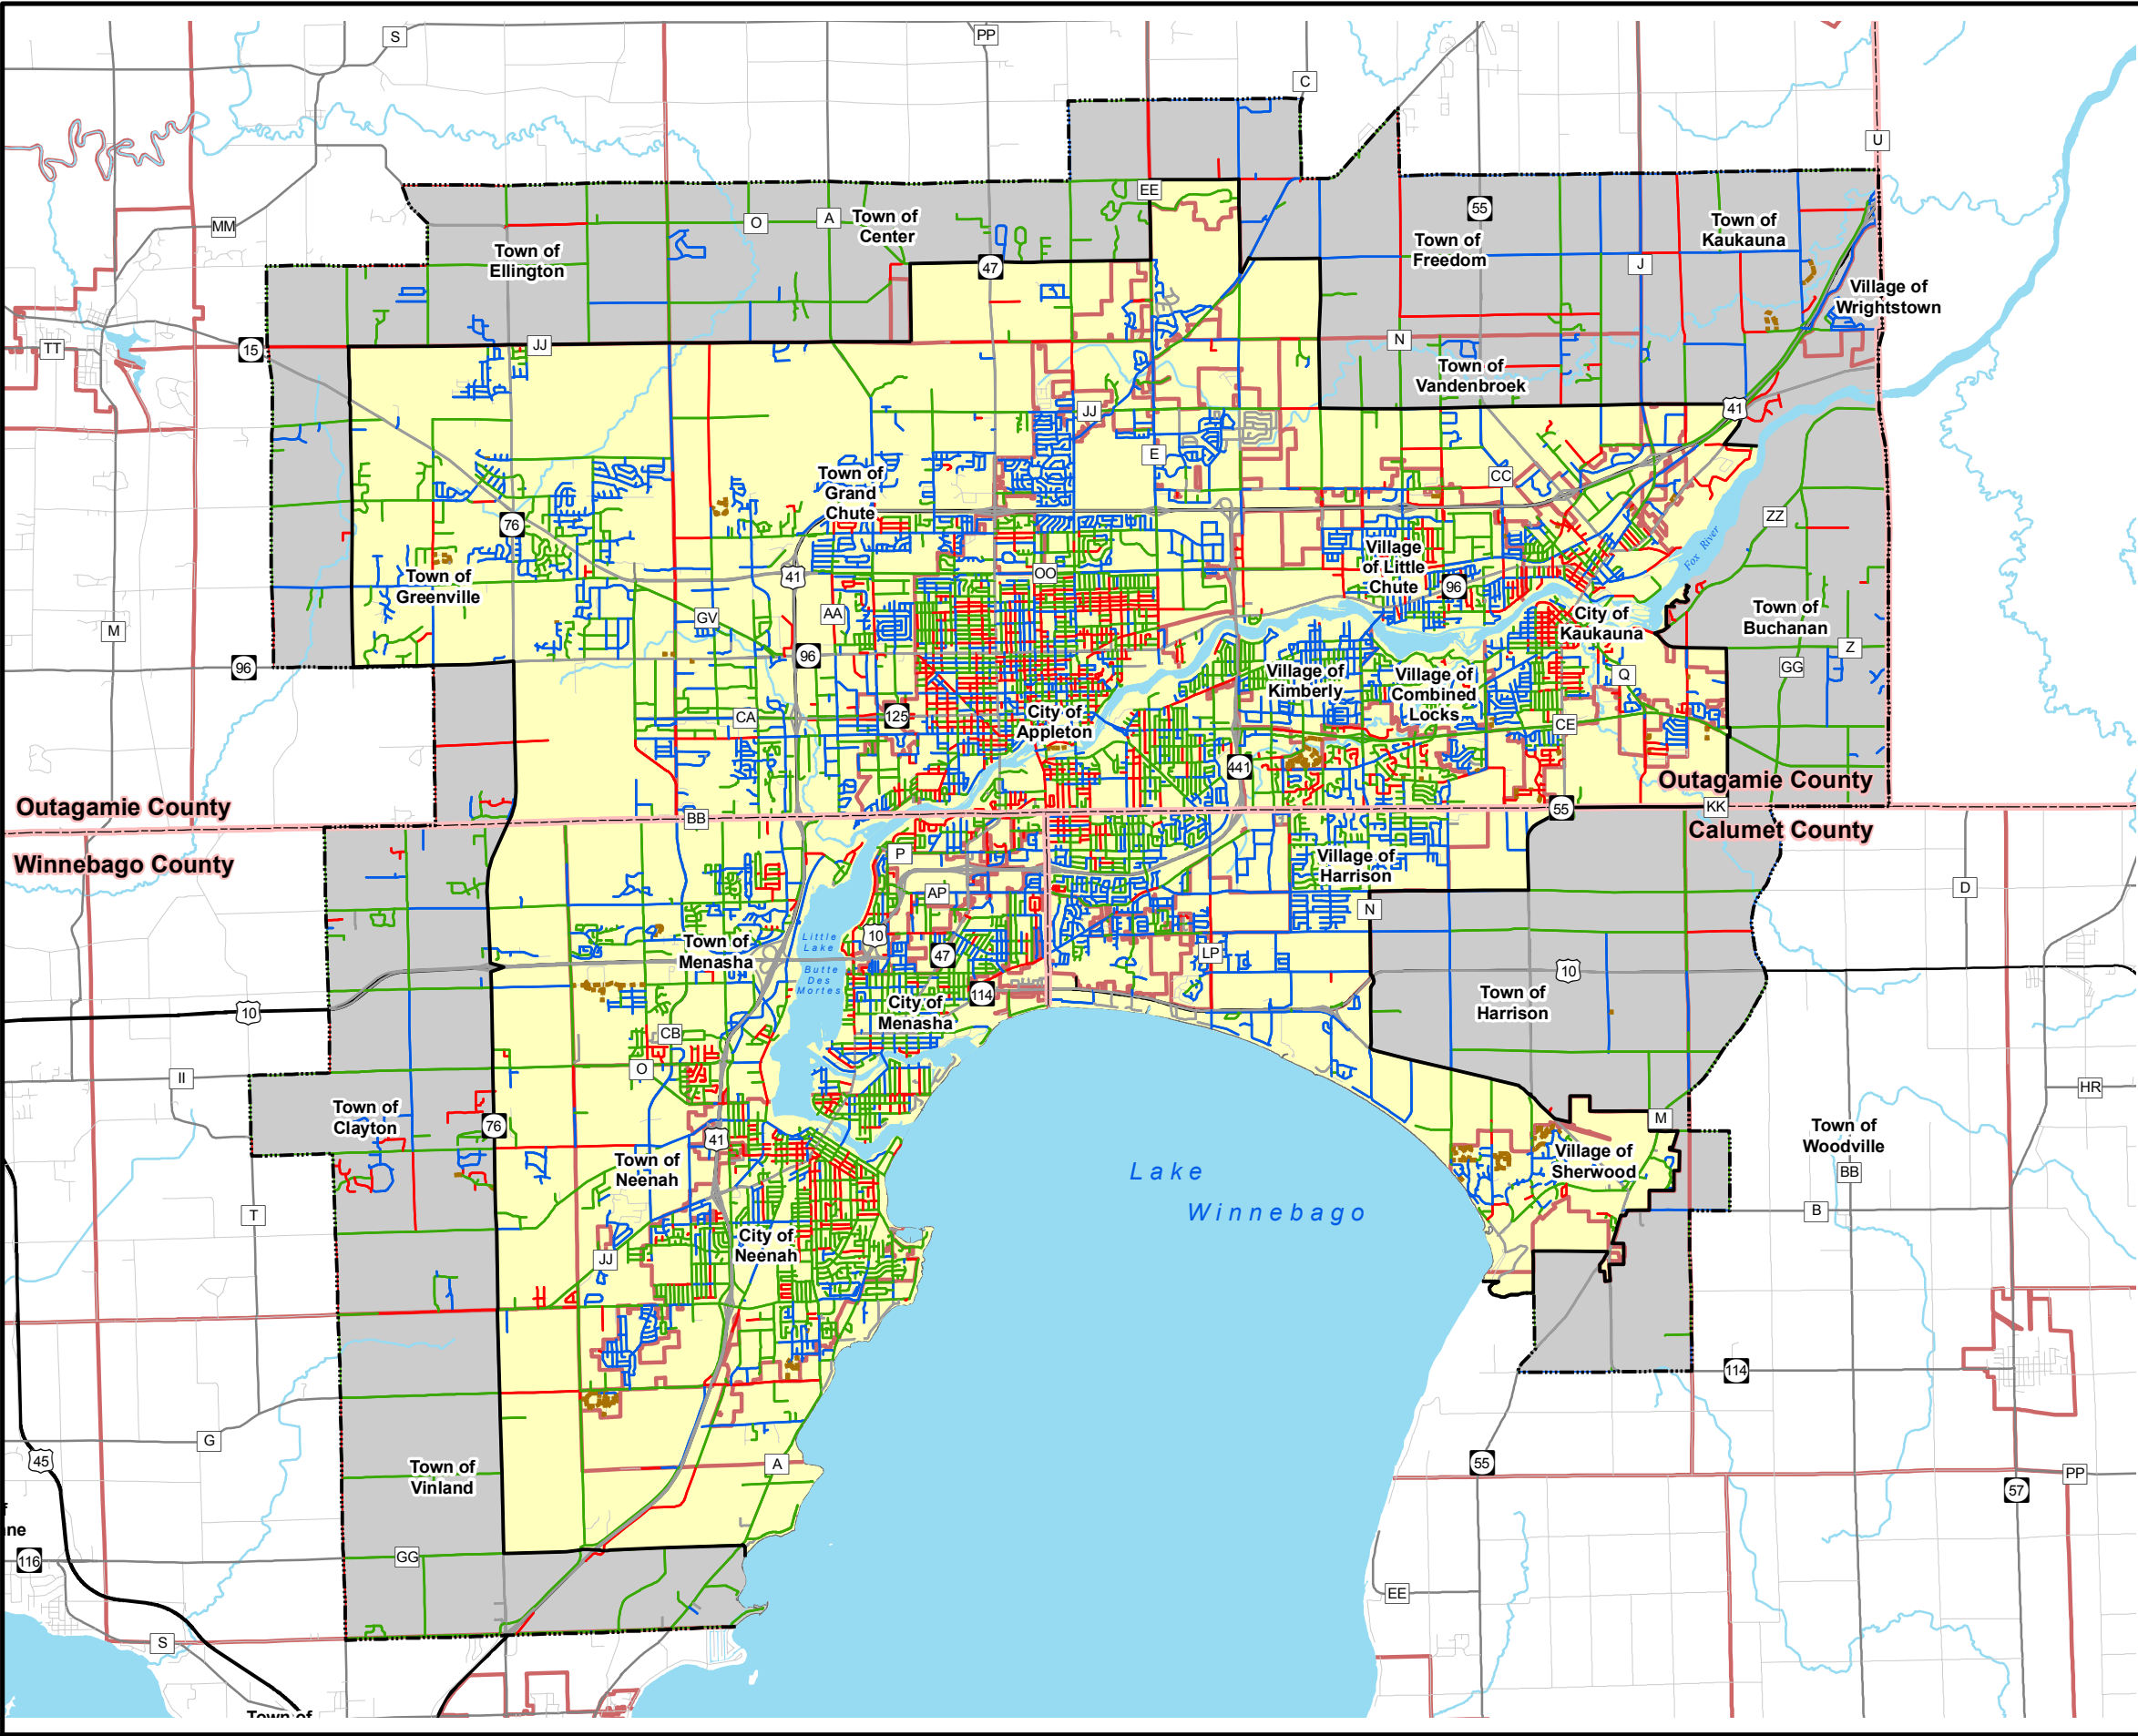 S
PP
C
U
MM
EE
O
A
Town of
Center
55
Town of
Kaukauna
Town of
Ellington
Town of
Freedom
47
J
Village of
Wrightstown
15
TT
JJ
N
Town of
Vandenbroek
JJ
41
E
CC
Town of
Grand
Chute
76
ZZ
Fox River
Village
of Little
Chute
OO
41
96
Town of
Greenville
GV
AA
City of
Kaukauna
Town of
Buchanan
M
96
96
Z
Q
GG
Village of
Kimberly
Village of
Combined
Locks
CA
125
City of
Appleton
CE
441
Outagamie County
Outagamie County
BB
55
KK
Calumet County
Winnebago County
P
Village of
Harrison
AP
D
N
10
Little
Lake
Butte
Des
Mortes
Town of
Menasha
47
LP
10
114
Town of
Harrison
City of
Menasha
10
CB
O
II
HR
Town of
Clayton
76
M
Town of
Woodville
41
Town of
Neenah
Village of
Sherwood
BB
Lake
Winnebago
T
B
City of
Neenah
JJ
114
G
45
A
Town of
Vinland
55
PP
57
ne
116
GG
EE
S
Town of